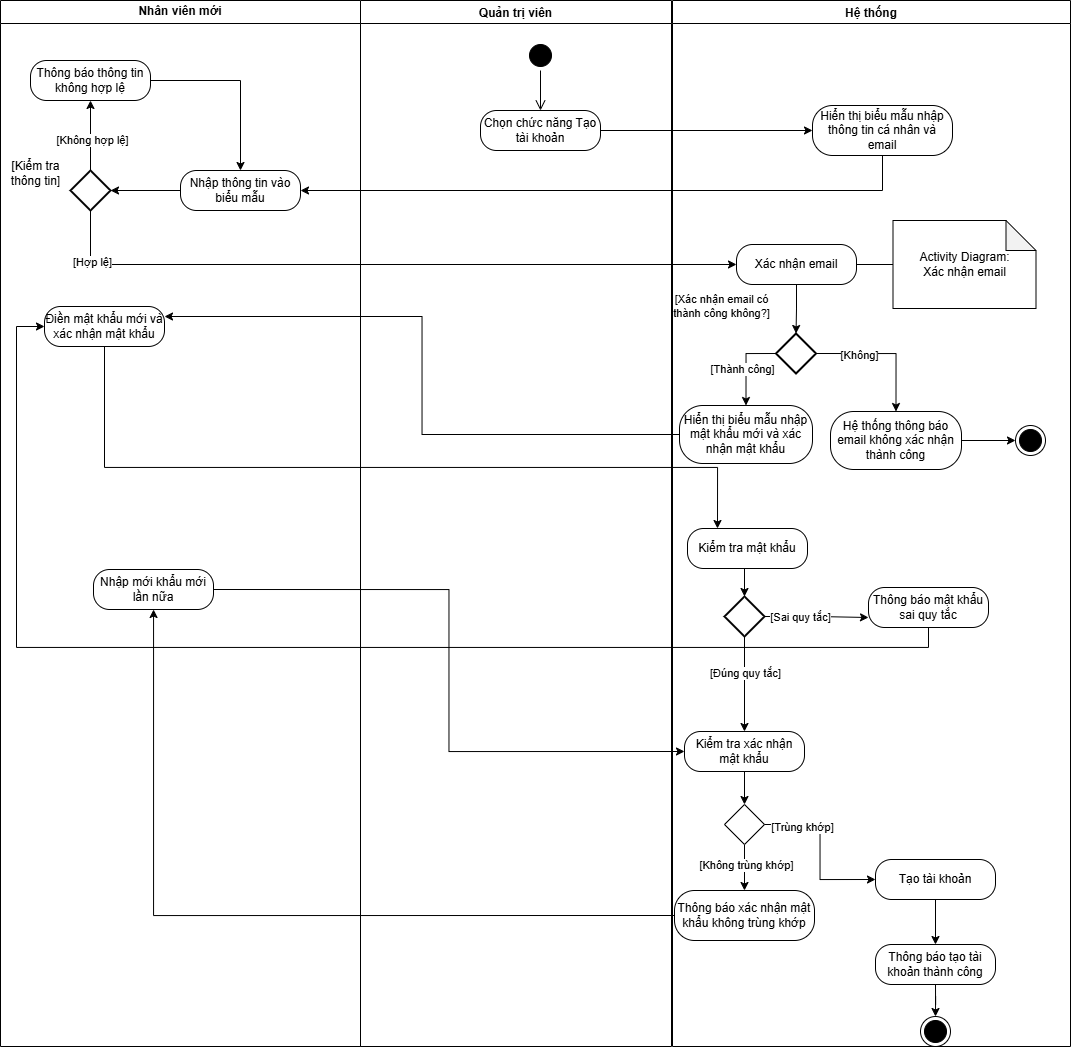 Nhân viên mới
Quản trị viên
Hệ thống
Thông báo thông tin
không hợp lệ
Chọn chức năng Tạo
tài khoản
Hiển thị biểu mẫu nhập
thông tin cá nhân và
email
[Không hợp lệ]
[Kiểm tra
thông tin]
Nhập thông tin vào
biểu mẫu
[Hợp lệ]
Xác nhận email
Activity Diagram:
Xác nhận email
[Xác nhận email có
thành công không?]
Điền mật khẩu mới và
xác nhận mật khẩu
[Thành công]
[Không]
Hiển thị biểu mẫu nhập
mật khẩu mới và xác
nhận mật khẩu
Hệ thống thông báo
email không xác nhận
thành công
Kiểm tra mật khẩu
Nhập mới khẩu mới
lần nữa
[Sai quy tắc]
Thông báo mật khẩu
sai quy tắc
[Đúng quy tắc]
Kiểm tra xác nhận
mật khẩu
[Trùng khớp]
[Không trùng khớp]
Tạo tài khoản
Thông báo xác nhận mật
khẩu không trùng khớp
Thông báo tạo tài
khoản thành công